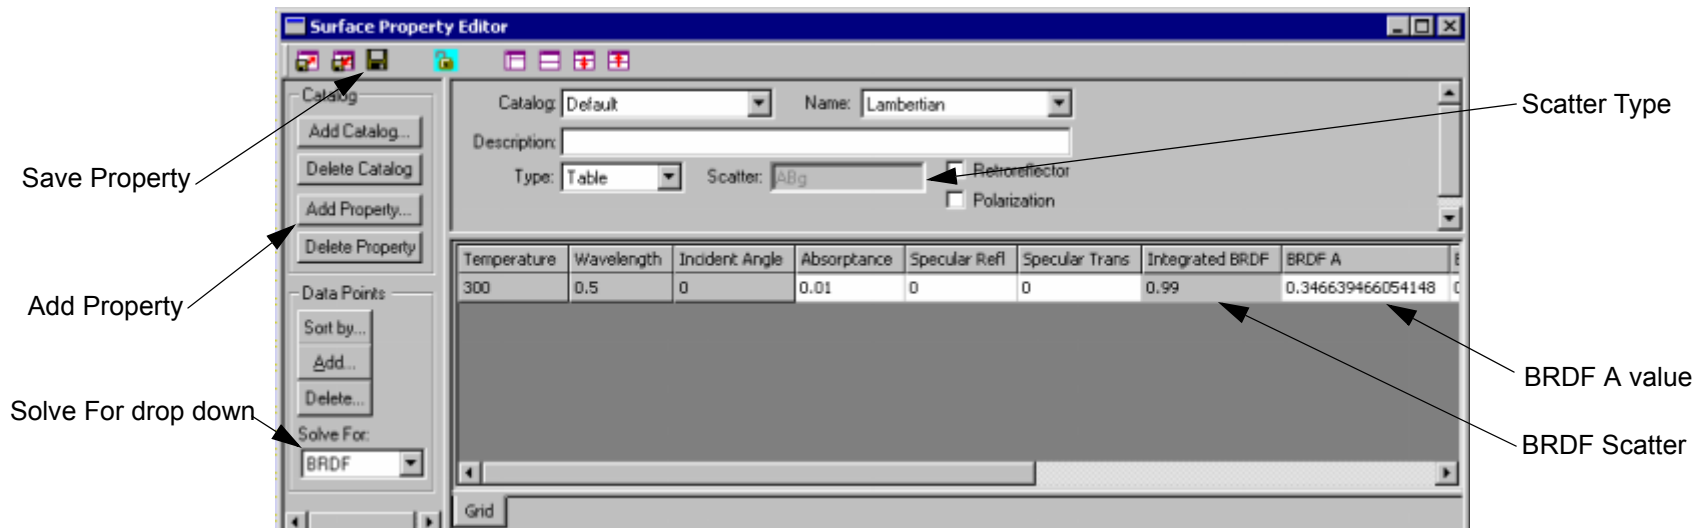 Surface Property Editor
Catalog
Add Catalog...
Delete Catalog
Add Property...
Delete Property
Data Points
Sort by...
Add...
Delete...
Solve For:
BRDF
Catalog: Default Name: Lambertian
Description:
Type: Table Scatter: ABg Retroreflector
Polarization
Temperature Wavelength Incident Angle Absorptance Specular Refl Specular Trans Integrated BRDF BRDF A
300 0.5 0 0.01 0 0 0.99 0.346639466054148
Grid
Save Property
Add Property
Solve For drop down
Scatter Type
BRDF A value
BRDF Scatter